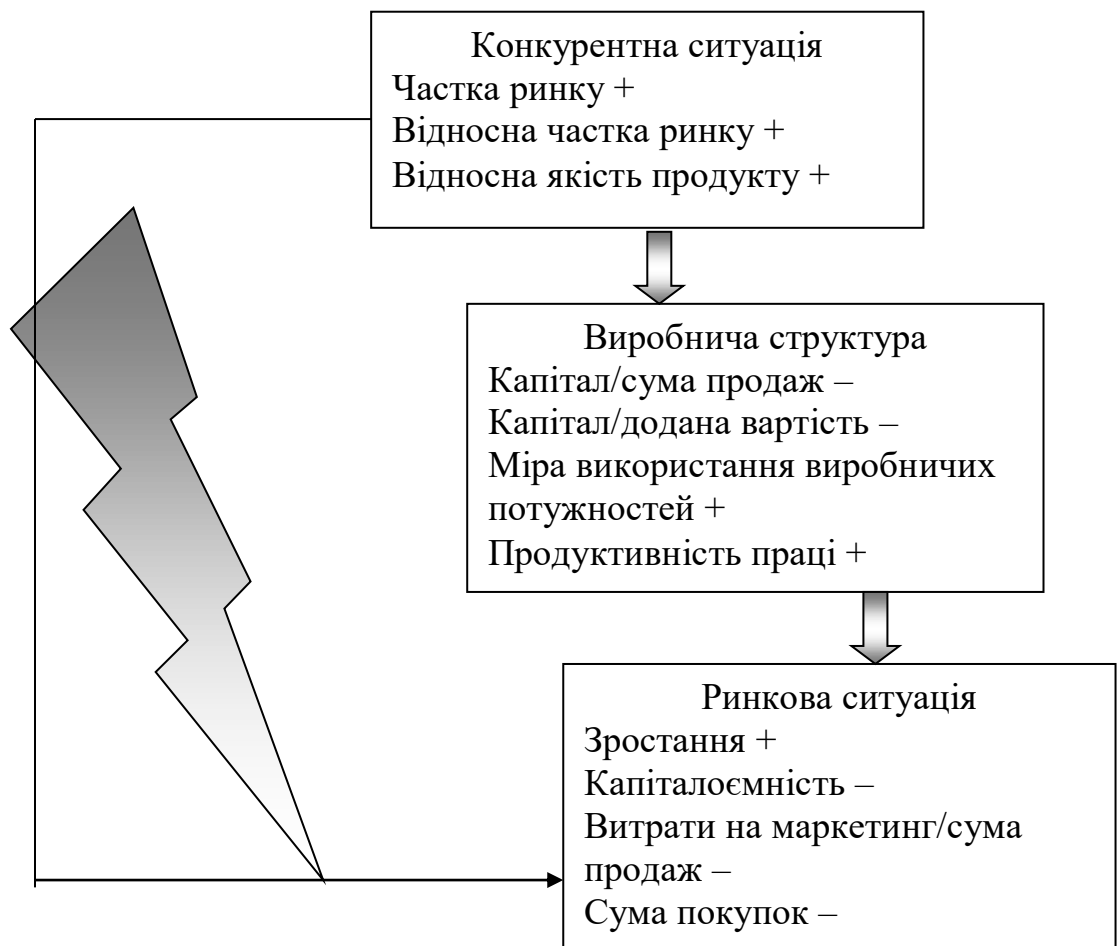 Конкурентна ситуація
Частка ринку +
Відносна частка ринку +
Відносна якість продукту +
Виробнича структура
Капітал/сума продаж –
Капітал/додана вартість –
Міра використання виробничих
потужностей +
Продуктивність праці +
Ринкова ситуація
Зростання +
Капіталоємність –
Витрати на маркетинг/сума
продаж –
Сума покупок –